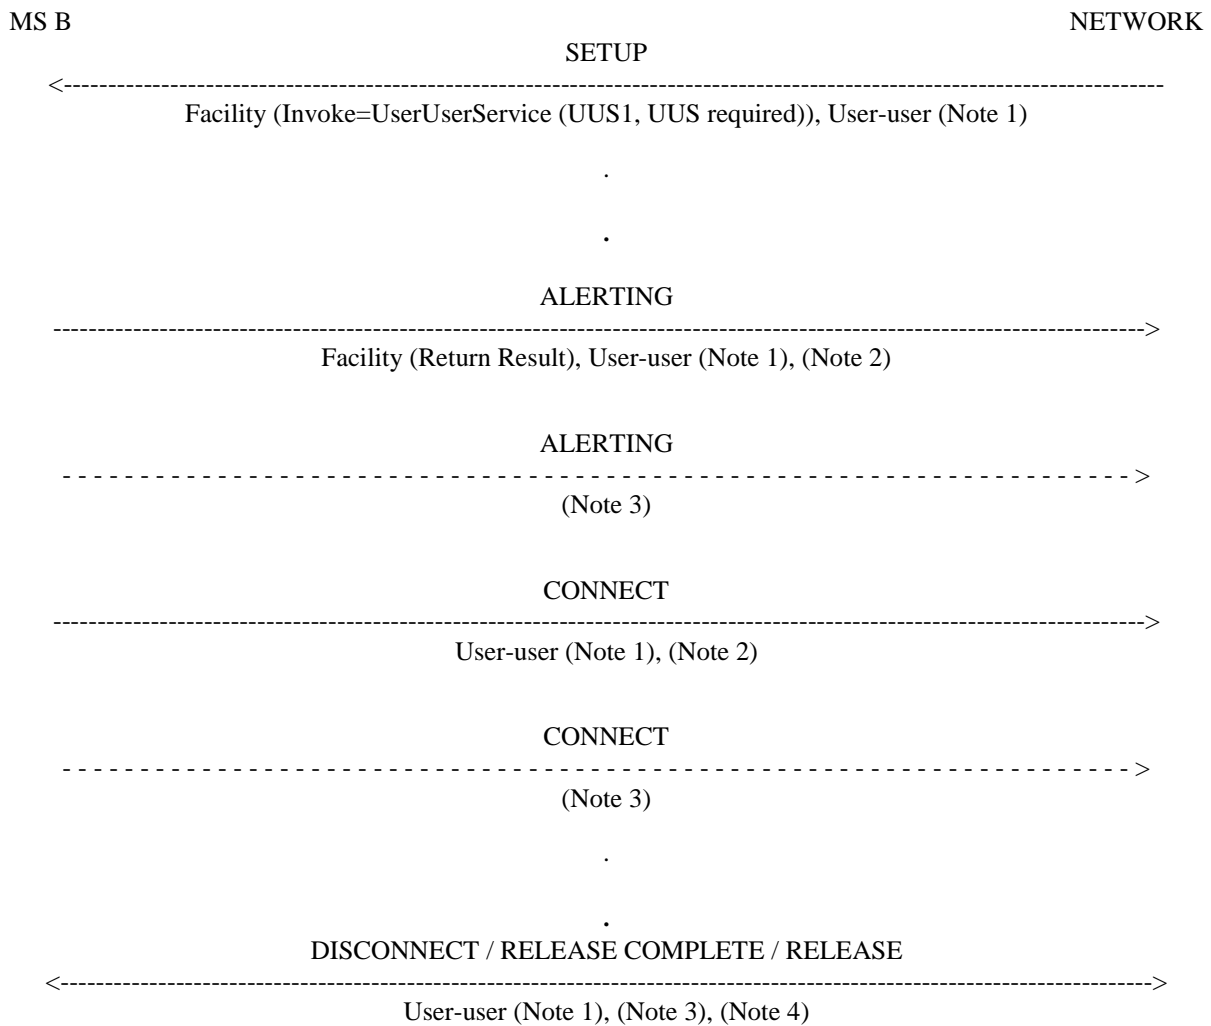 MS B NETWORK
SETUP
<--------------------------------------------------------------------------------------------------------------------------
Facility (Invoke=UserUserService (UUS1, UUS required)), User-user (Note 1)
.
.
ALERTING
-------------------------------------------------------------------------------------------------------------------------->
Facility (Return Result), User-user (Note 1), (Note 2)
ALERTING
- - - - - - - - - - - - - - - - - - - - - - - - - - - - - - - - - - - - - - - - - - - - - - - - - - - - - - - - - - - - - - - - - - - - - >
(Note 3)
CONNECT
-------------------------------------------------------------------------------------------------------------------------->
User-user (Note 1), (Note 2)
CONNECT
- - - - - - - - - - - - - - - - - - - - - - - - - - - - - - - - - - - - - - - - - - - - - - - - - - - - - - - - - - - - - - - - - - - - - >
(Note 3)
.
.
DISCONNECT / RELEASE COMPLETE / RELEASE
<-------------------------------------------------------------------------------------------------------------------------->
User-user (Note 1), (Note 3), (Note 4)